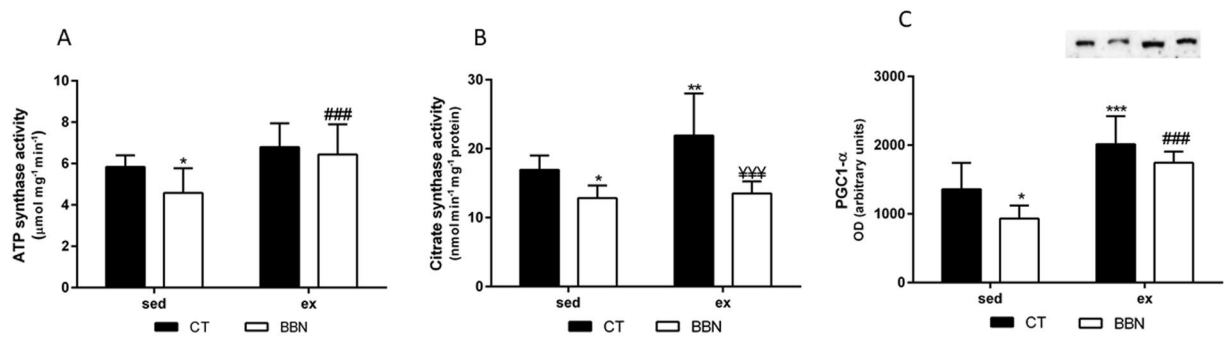 A
ATP synthase activity
(µmol mg⁻¹ min⁻¹)
10
8
6
4
2
0
*
###
sed
ex
CT
BBN
B
Citrate synthase activity
(nmol min⁻¹ mg⁻¹ protein)
30
20
10
0
*
**
¥¥¥
sed
ex
CT
BBN
C
PGC1-α
OD (arbitrary units)
3000
2000
1000
0
*
***
###
sed
ex
CT
BBN